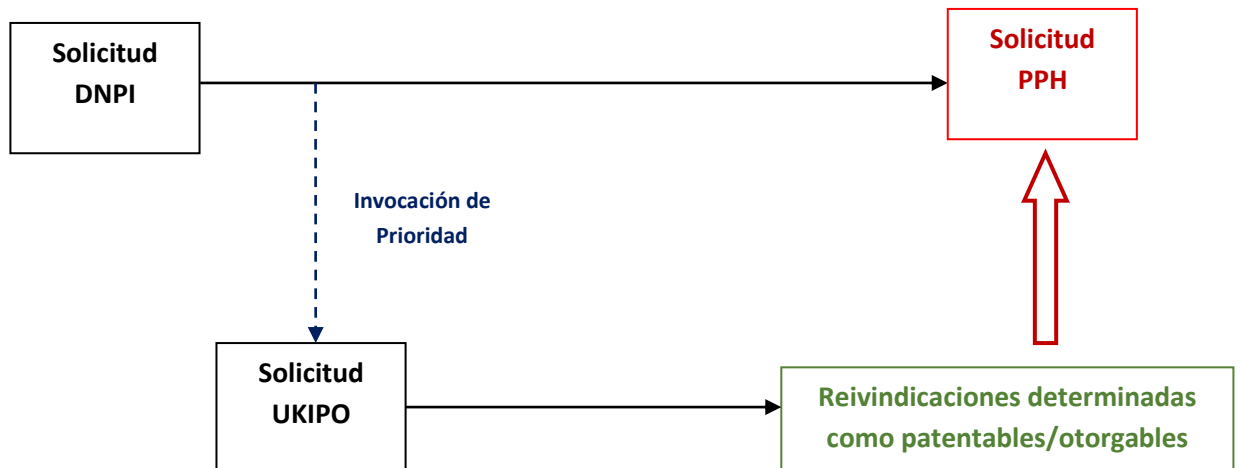 Solicitud
DNPI
Solicitud
PPH
Invocación de
Prioridad
Solicitud
UKIPO
Reivindicaciones determinadas
como patentables/otorgables